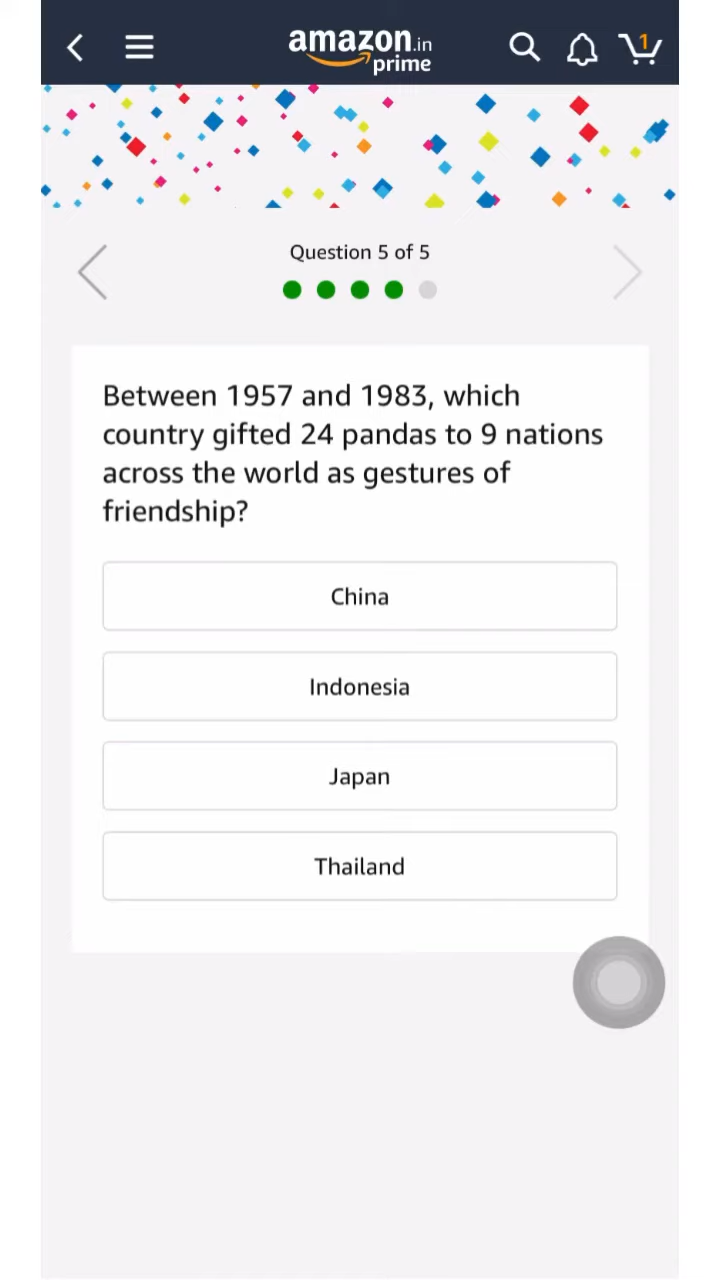 amazon.in
prime
1
Question 5 of 5
Between 1957 and 1983, which
country gifted 24 pandas to 9 nations
across the world as gestures of
friendship?
China
Indonesia
Japan
Thailand